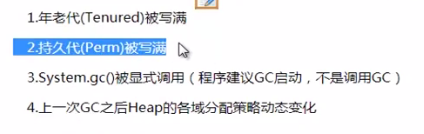 1.年老代(Tenured)被写满
2.持久代(Perm)被写满
3.System.gc()被显式调用（程序建议GC启动，不是调用GC）
4.上一次GC之后Heap的各域分配策略动态变化